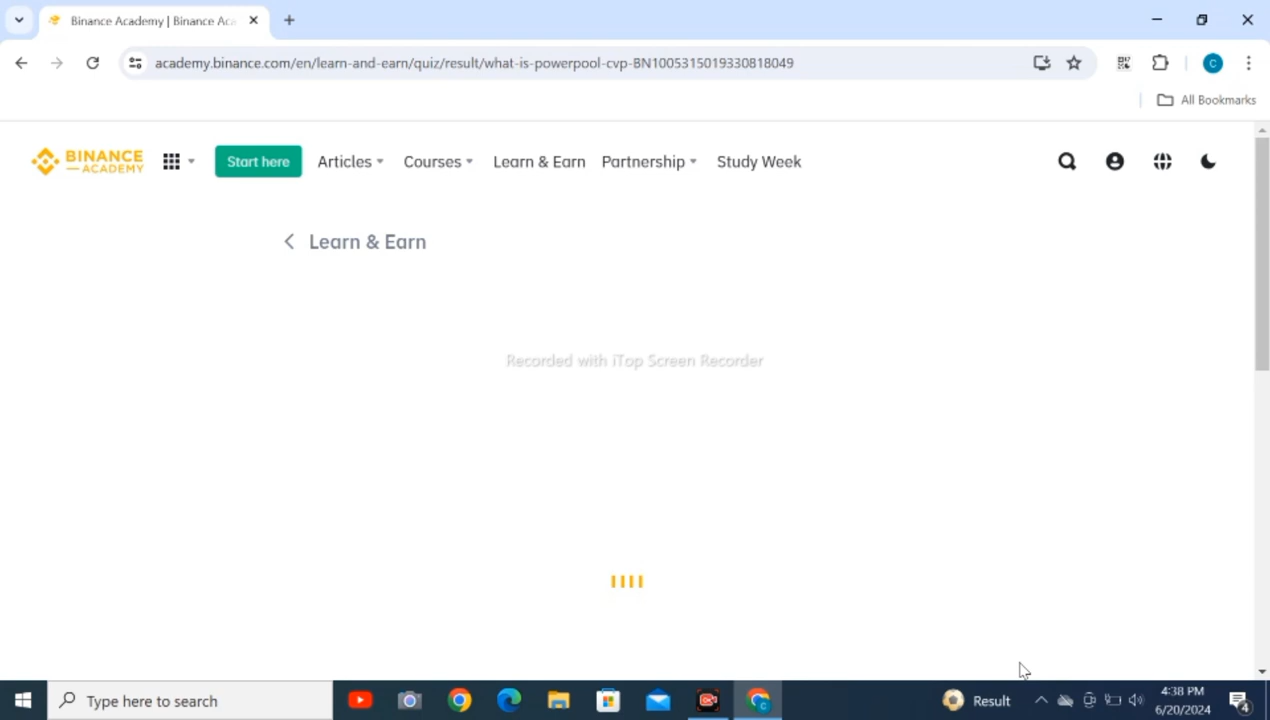 Binance Academy | Binance Aca
academy.binance.com/en/learn-and-earn/quiz/result/what-is-powerpool-cvp-BN1005315019330818049
All Bookmarks
BINANCE
ACADEMY
Start here
Articles
Courses
Learn & Earn
Partnership
Study Week
Learn & Earn
Recorded with iTop Screen Recorder
Type here to search
Result
4:38 PM
6/20/2024
4